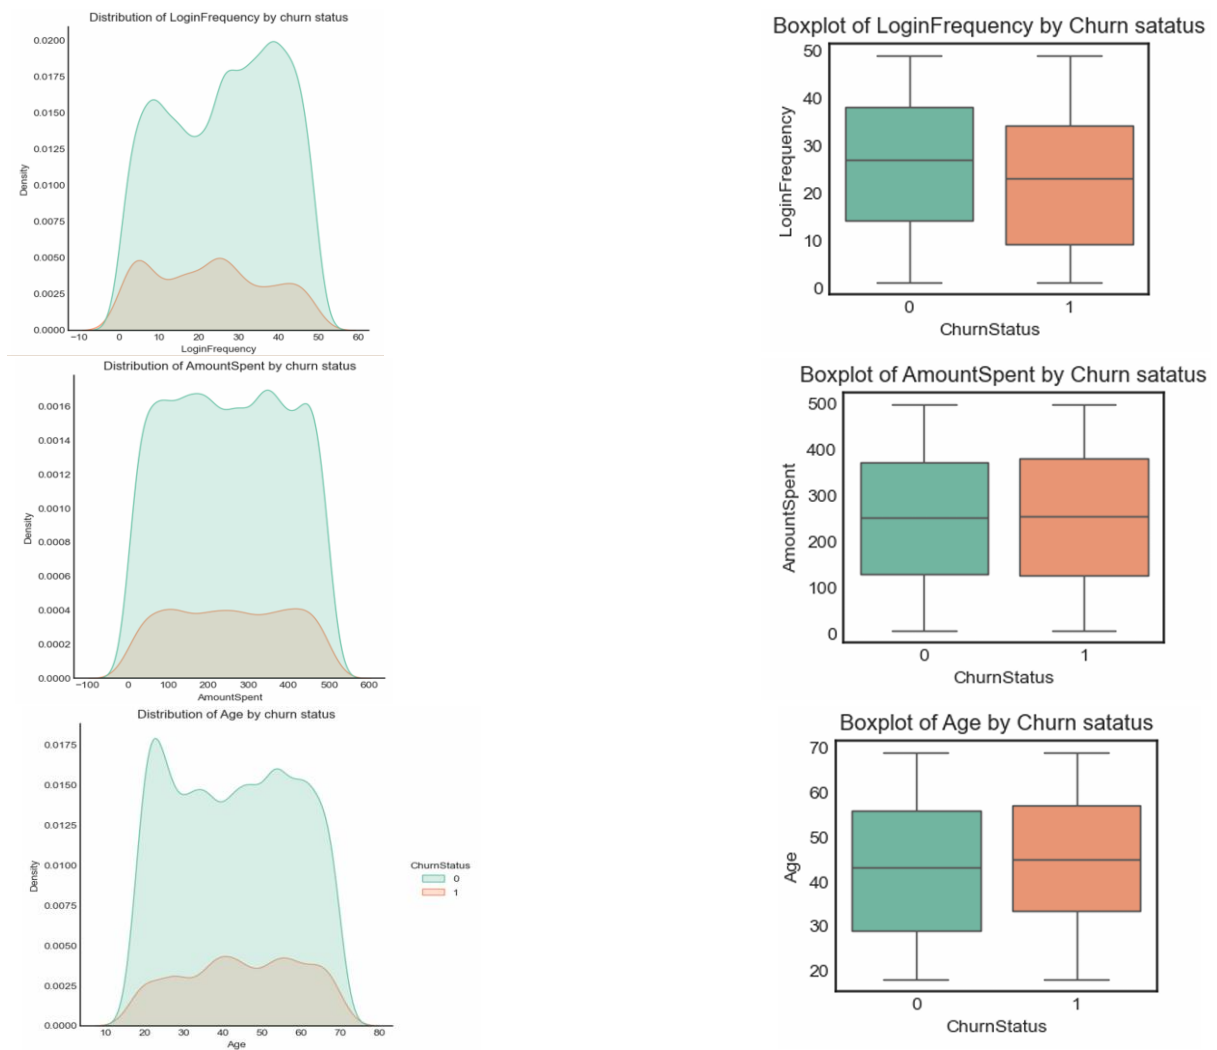 Distribution of LoginFrequency by churn status
0.0200
0.0175
0.0150
0.0125
0.0100
0.0075
0.0050
0.0025
0.0000
Density
−10 0 10 20 30 40 50 60
LoginFrequency
Boxplot of LoginFrequency by Churn satatus
50
40
30
20
10
0
LoginFrequency
0 1
ChurnStatus
Distribution of AmountSpent by churn status
0.0016
0.0014
0.0012
0.0010
0.0008
0.0006
0.0004
0.0002
0.0000
Density
−100 0 100 200 300 400 500 600
AmountSpent
Boxplot of AmountSpent by Churn satatus
500
400
300
200
100
0
AmountSpent
0 1
ChurnStatus
Distribution of Age by churn status
0.0175
0.0150
0.0125
0.0100
0.0075
0.0050
0.0025
0.0000
Density
10 20 30 40 50 60 70 80
Age
ChurnStatus
0
1
Boxplot of Age by Churn satatus
70
60
50
40
30
20
Age
0 1
ChurnStatus